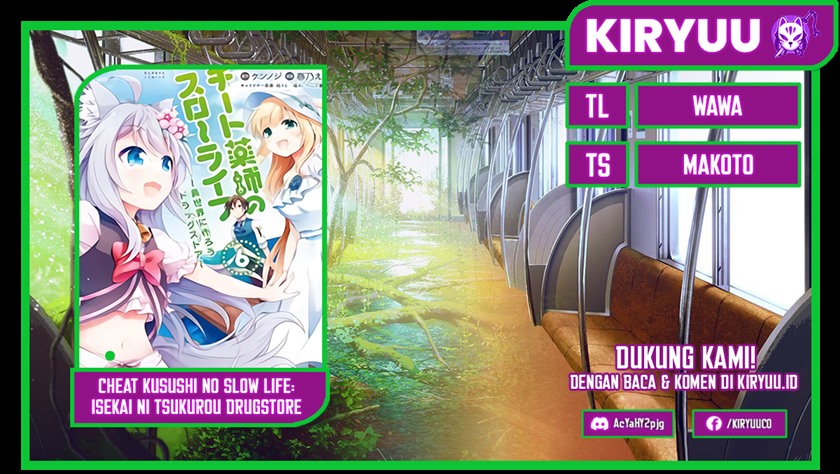 KIRYUU
TL
WAWA
TS
MAKOTO
ケンノジ
チート薬師の
スローライフ
異世界に作ろう
ドラッグストア
6
CHEAT KUSUSHI NO SLOW LIFE:
ISEKAI NI TSUKUROU DRUGSTORE
DUKUNG KAMI!
DENGAN BACA & KOMEN DI KIRYUU.ID
AcYaHY2pjg
/KIRYUUCO